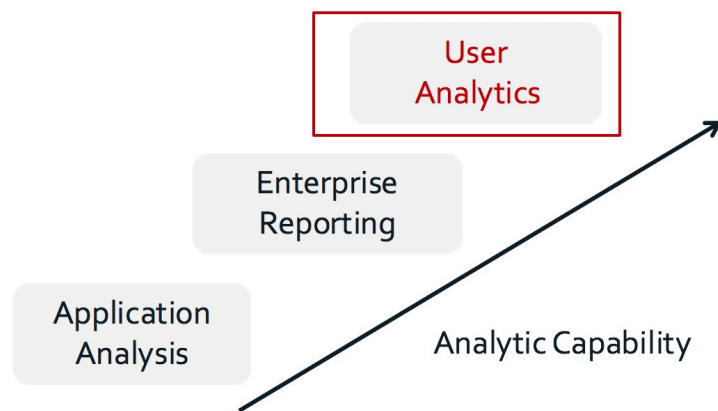 User
Analytics
Enterprise
Reporting
Application
Analysis
Analytic Capability